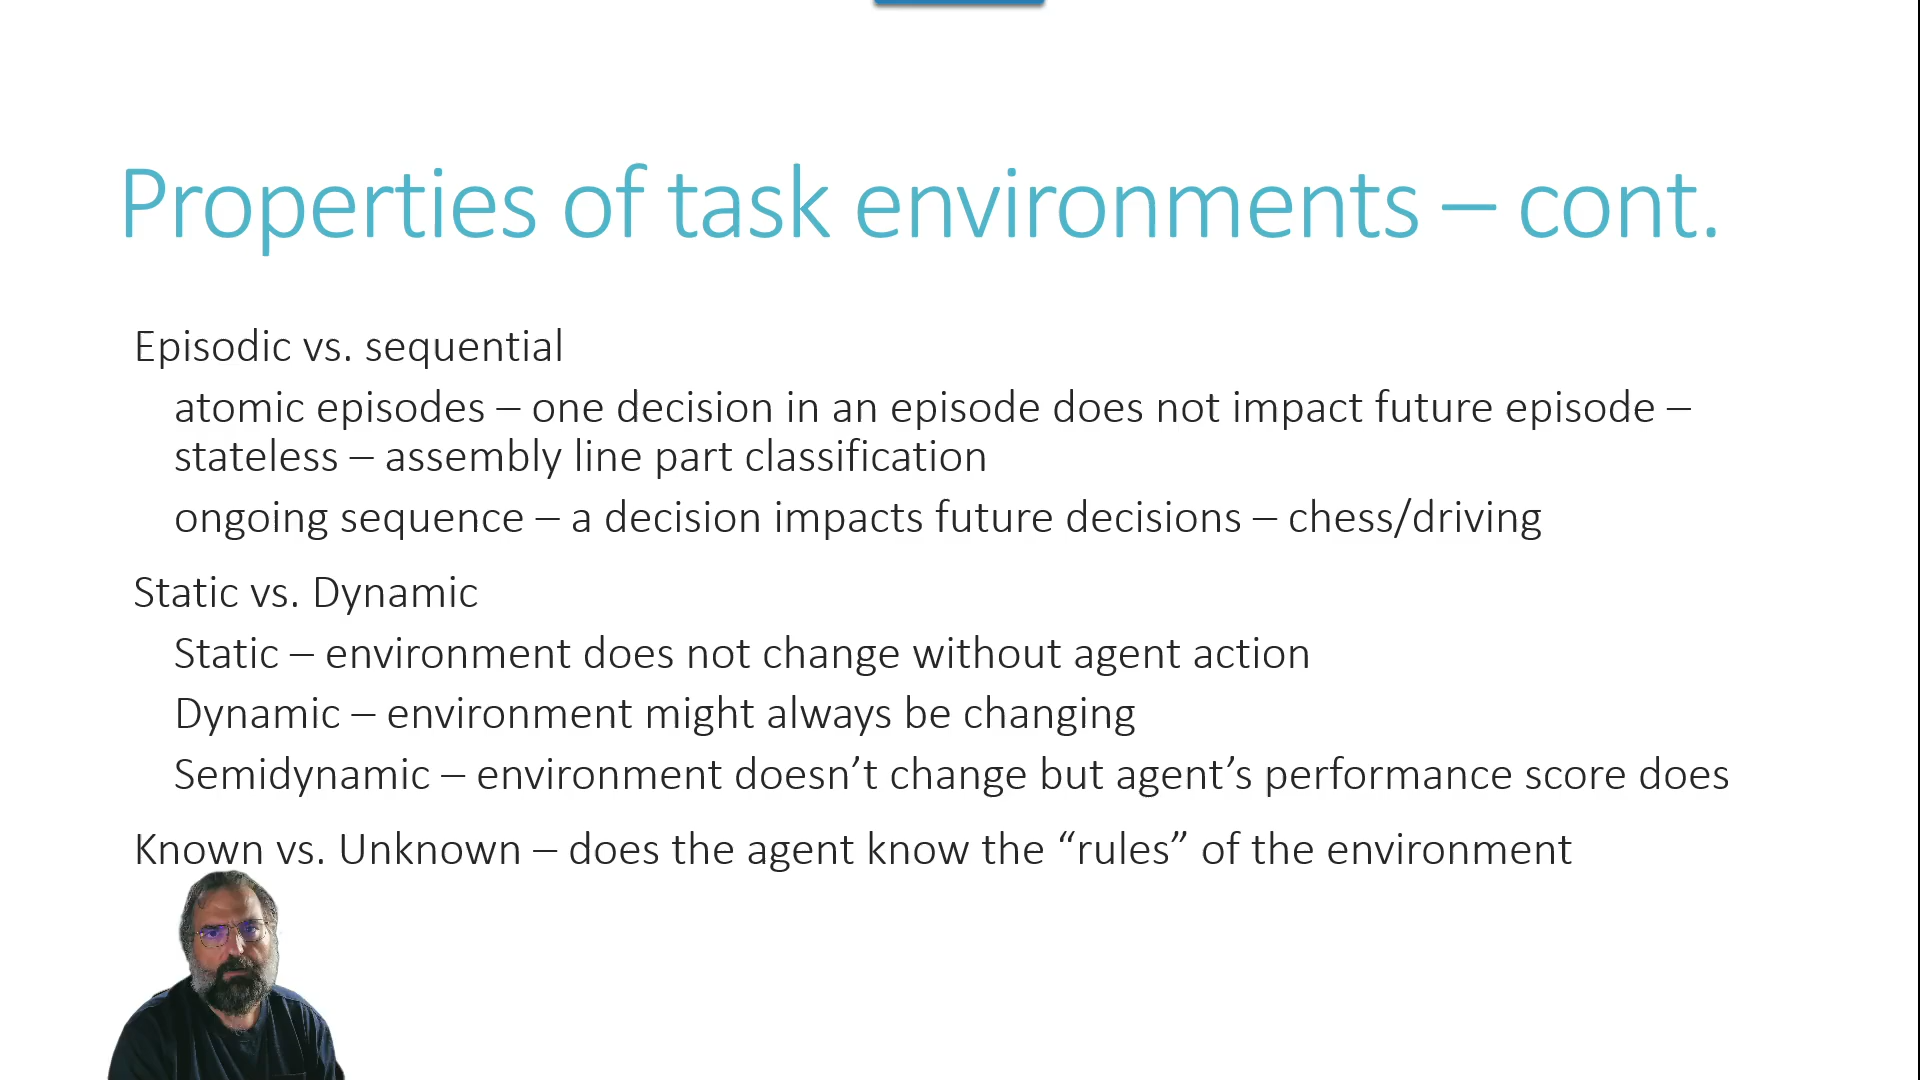 Properties of task environments – cont.
Episodic vs. sequential
atomic episodes – one decision in an episode does not impact future episode –
stateless – assembly line part classification
ongoing sequence – a decision impacts future decisions – chess/driving
Static vs. Dynamic
Static – environment does not change without agent action
Dynamic – environment might always be changing
Semidynamic – environment doesn’t change but agent’s performance score does
Known vs. Unknown – does the agent know the “rules” of the environment